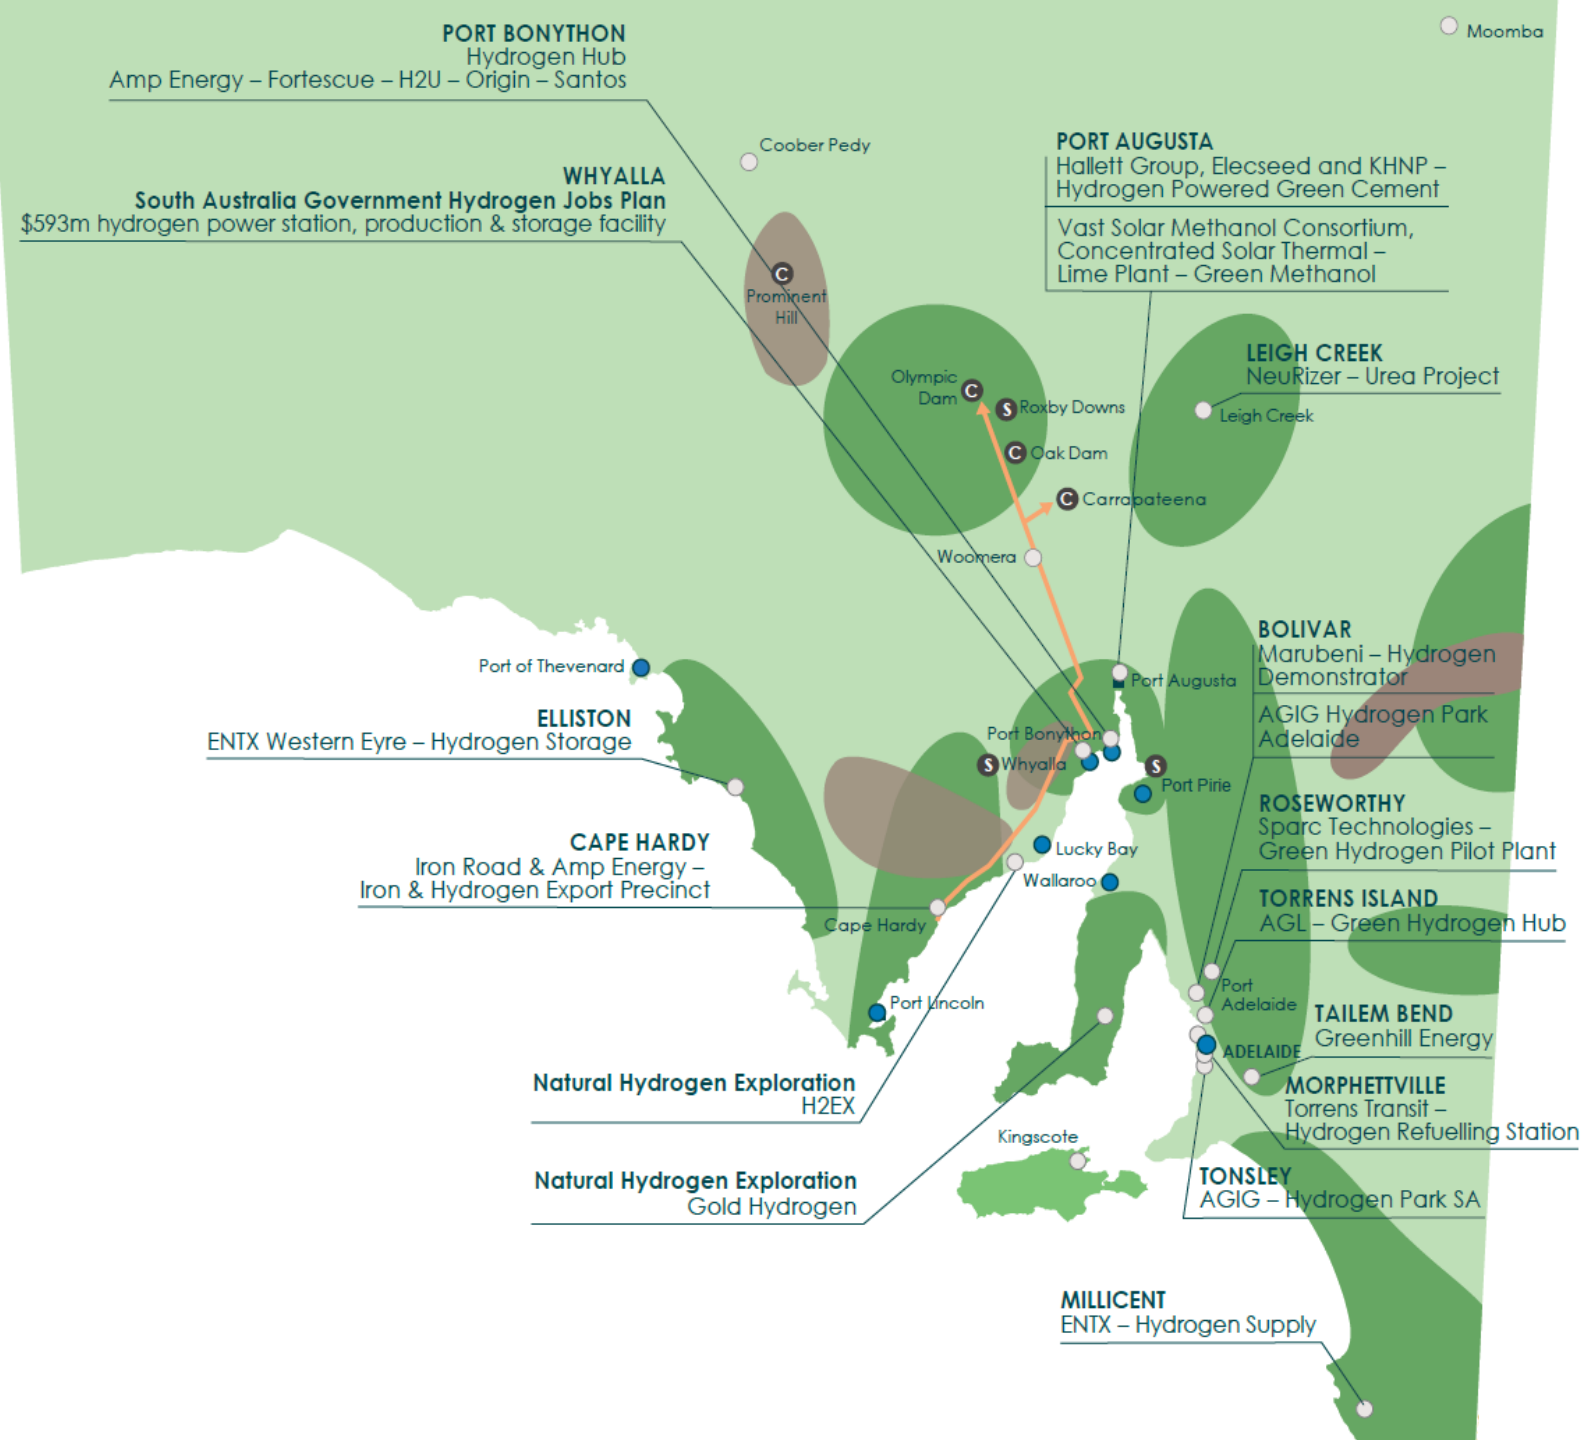 PORT BONYTHON
Hydrogen Hub
Amp Energy – Fortescue – H2U – Origin – Santos
Moomba
Coober Pedy
WHYALLA
South Australia Government Hydrogen Jobs Plan
$593m hydrogen power station, production & storage facility
PORT AUGUSTA
Hallett Group, Elecseed and KHNP –
Hydrogen Powered Green Cement
Vast Solar Methanol Consortium,
Concentrated Solar Thermal –
Lime Plant – Green Methanol
C
Prominent
Hill
LEIGH CREEK
NeuRizer – Urea Project
Leigh Creek
Olympic
Dam
C
S
Roxby Downs
C
Oak Dam
C
Carrapateena
Woomera
Port of Thevenard
Port Augusta
BOLIVAR
Marubeni – Hydrogen
Demonstrator
AGIG Hydrogen Park
Adelaide
ELLISTON
ENTX Western Eyre – Hydrogen Storage
Port Bonython
S
Whyalla
S
Port Pirie
ROSEWORTHY
Sparc Technologies –
Green Hydrogen Pilot Plant
CAPE HARDY
Iron Road & Amp Energy –
Iron & Hydrogen Export Precinct
Lucky Bay
Wallaroo
Cape Hardy
TORRENS ISLAND
AGL – Green Hydrogen Hub
Port Lincoln
Port
Adelaide
TAILEM BEND
Greenhill Energy
ADELAIDE
Natural Hydrogen Exploration
H2EX
MORPHETTVILLE
Torrens Transit –
Hydrogen Refuelling Station
Kingscote
Natural Hydrogen Exploration
Gold Hydrogen
TONSLEY
AGIG – Hydrogen Park SA
MILLICENT
ENTX – Hydrogen Supply